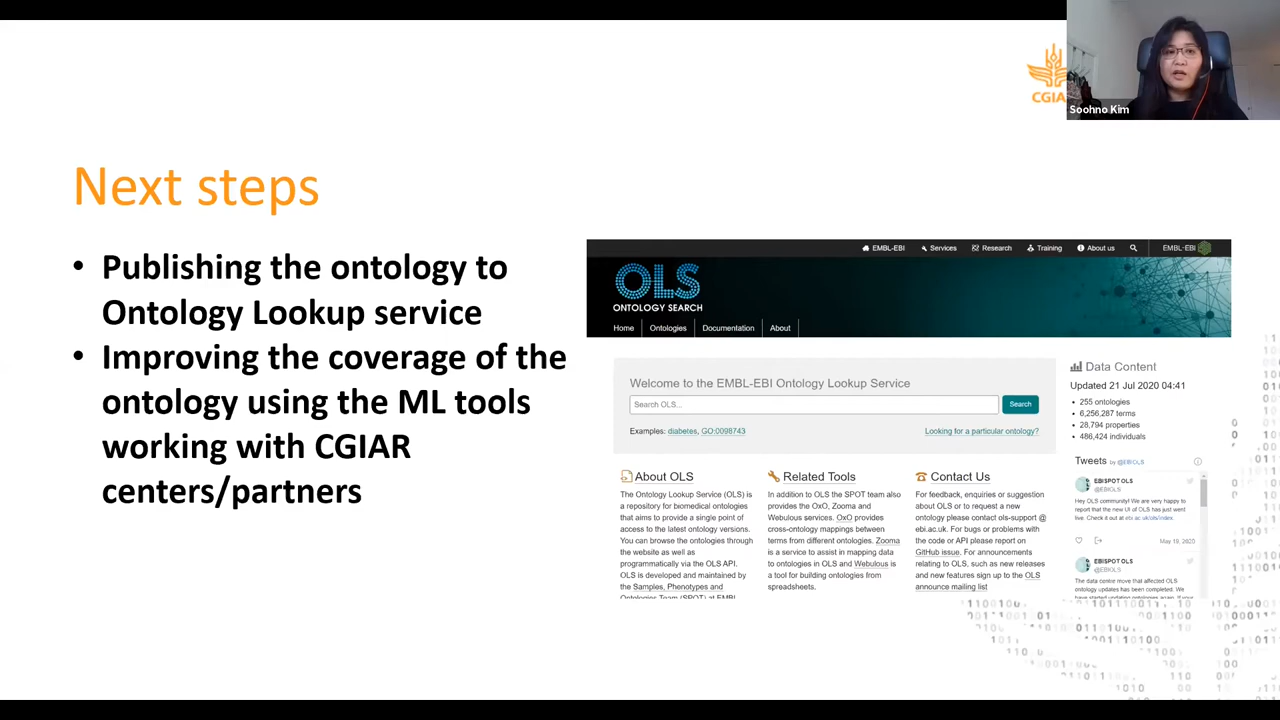 CGIAR
Soohno Kim
Next steps
• Publishing the ontology to
Ontology Lookup service
• Improving the coverage of the
ontology using the ML tools
working with CGIAR
centers/partners
EMBL-EBI
Services
Research
Training
About us
EMBL-EBI
OLS
ONTOLOGY SEARCH
Home
Ontologies
Documentation
About
Welcome to the EMBL-EBI Ontology Lookup Service
Search OLS...
Search
Examples: diabetes, GO:0098743
Looking for a particular ontology?
Data Content
Updated 21 Jul 2020 04:41
• 255 ontologies
• 6,256,287 terms
• 28,794 properties
• 486,424 individuals
About OLS
The Ontology Lookup Service (OLS) is
a repository for biomedical ontologies
that aims to provide a single point of
access to the latest ontology versions.
You can browse the ontologies through
the website as well as
programmatically via the OLS API.
OLS is developed and maintained by
the Samples, Phenotypes and
Ontologies Team (SPOT) at EMBL
Related Tools
In addition to OLS the SPOT team also
provides the OxO, Zooma and
Webulous services. OxO provides
cross-ontology mappings between
terms from different ontologies. Zooma
is a service to assist in mapping data
to ontologies in OLS and Webulous is
a tool for building ontologies from
spreadsheets.
Contact Us
For feedback, enquiries or suggestion
about OLS or to request a new
ontology please contact ols-support @
ebi.ac.uk. For bugs or problems with
the code or API please report on
GitHub issue. For announcements
relating to OLS, such as new releases
and new features sign up to the OLS
announce mailing list
Tweets by @EBIOLS
EBISPOT OLS
@EBIOLS
Hey OLS community! We are very happy to
report that the new UI of OLS has just went
live. Check it out at ebi.ac.uk/ols/index.
May 19, 2020
EBISPOT OLS
@EBIOLS
The data centre move that affected OLS
ontology updates has been completed. We
have started updating ontologies again. If your